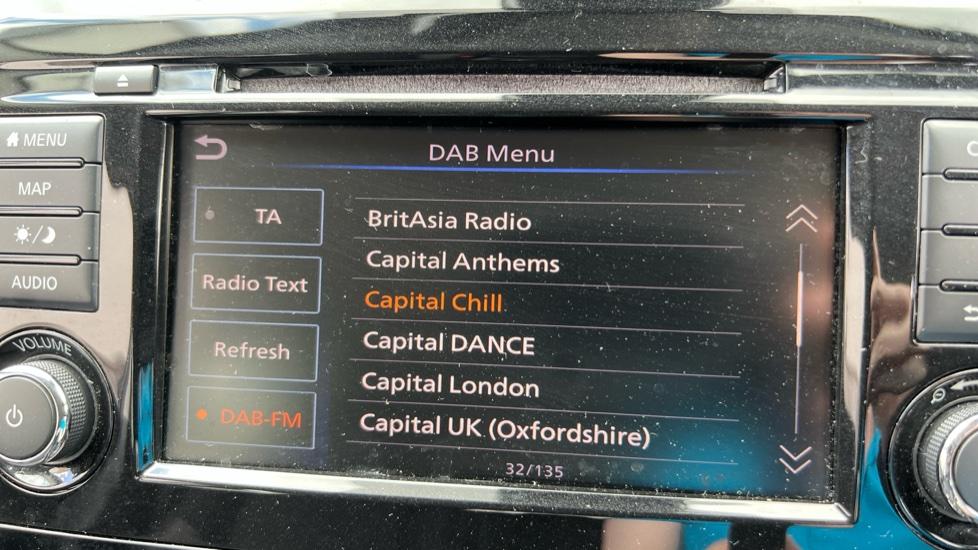 MENU
MAP
AUDIO
VOLUME
DAB Menu
TA
Radio Text
Refresh
DAB-FM
BritAsia Radio
Capital Anthems
Capital Chill
Capital DANCE
Capital London
Capital UK (Oxfordshire)
32/135